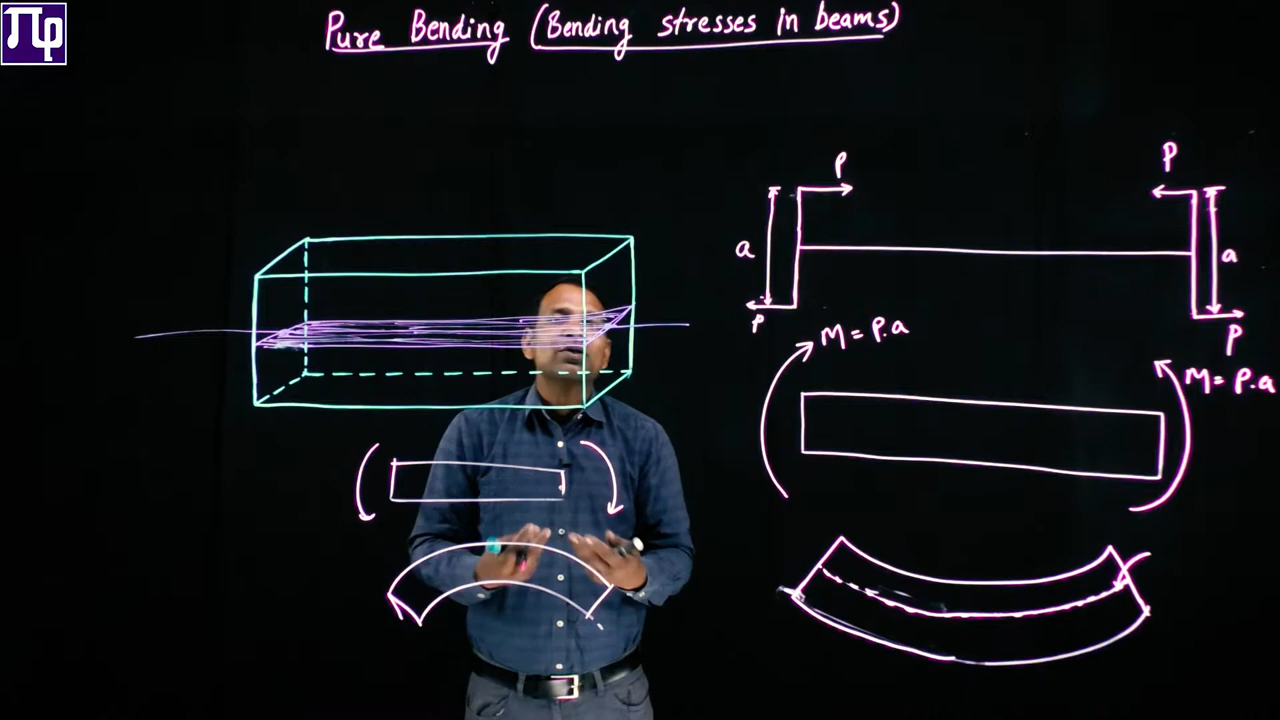 πφ
Pure Bending (Bending stresses in beams)
P
P
a
a
P
P
M = P.a
M = P.a